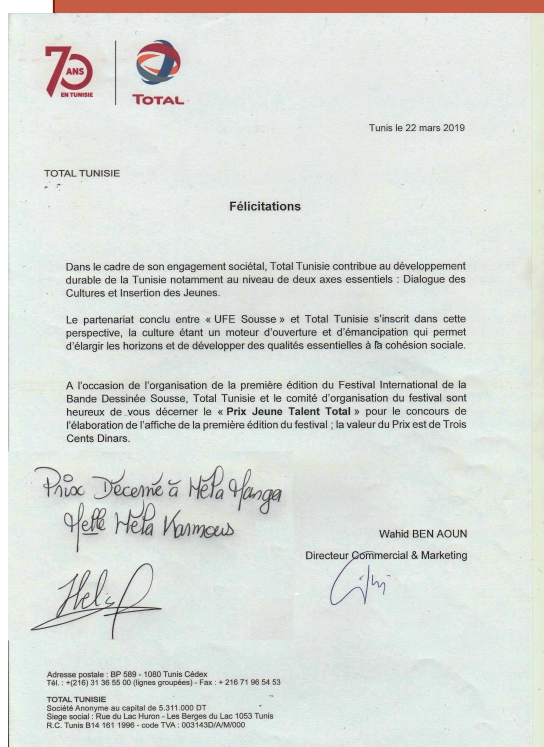 70
ANS
EN TUNISIE
TOTAL
Tunis le 22 mars 2019
TOTAL TUNISIE
Félicitations
Dans le cadre de son engagement sociétal, Total Tunisie contribue au développement
durable de la Tunisie notamment au niveau de deux axes essentiels : Dialogue des
Cultures et Insertion des Jeunes.
Le partenariat conclu entre « UFE Sousse » et Total Tunisie s'inscrit dans cette
perspective, la culture étant un moteur d'ouverture et d'émancipation qui permet
d'élargir les horizons et de développer des qualités essentielles à la cohésion sociale.
A l'occasion de l'organisation de la première édition du Festival International de la
Bande Dessinée Sousse, Total Tunisie et le comité d'organisation du festival sont
heureux de vous décerner le « Prix Jeune Talent Total » pour le concours de
l'élaboration de l'affiche de la première édition du festival ; la valeur du Prix est de Trois
Cents Dinars.
Prix Décerné à Héla Manga
Melle Héla Karmous
Wahid BEN AOUN
Directeur Commercial & Marketing
Adresse postale : BP 589 - 1080 Tunis Cédex
Tél. : +(216) 31 36 55 00 (lignes groupées) - Fax : + 216 71 96 54 53
TOTAL TUNISIE
Société Anonyme au capital de 5.311.000 DT
Siege social : Rue du Lac Huron - Les Berges du Lac 1053 Tunis
R.C. Tunis B14 161 1996 - code TVA : 003143D/A/M/000